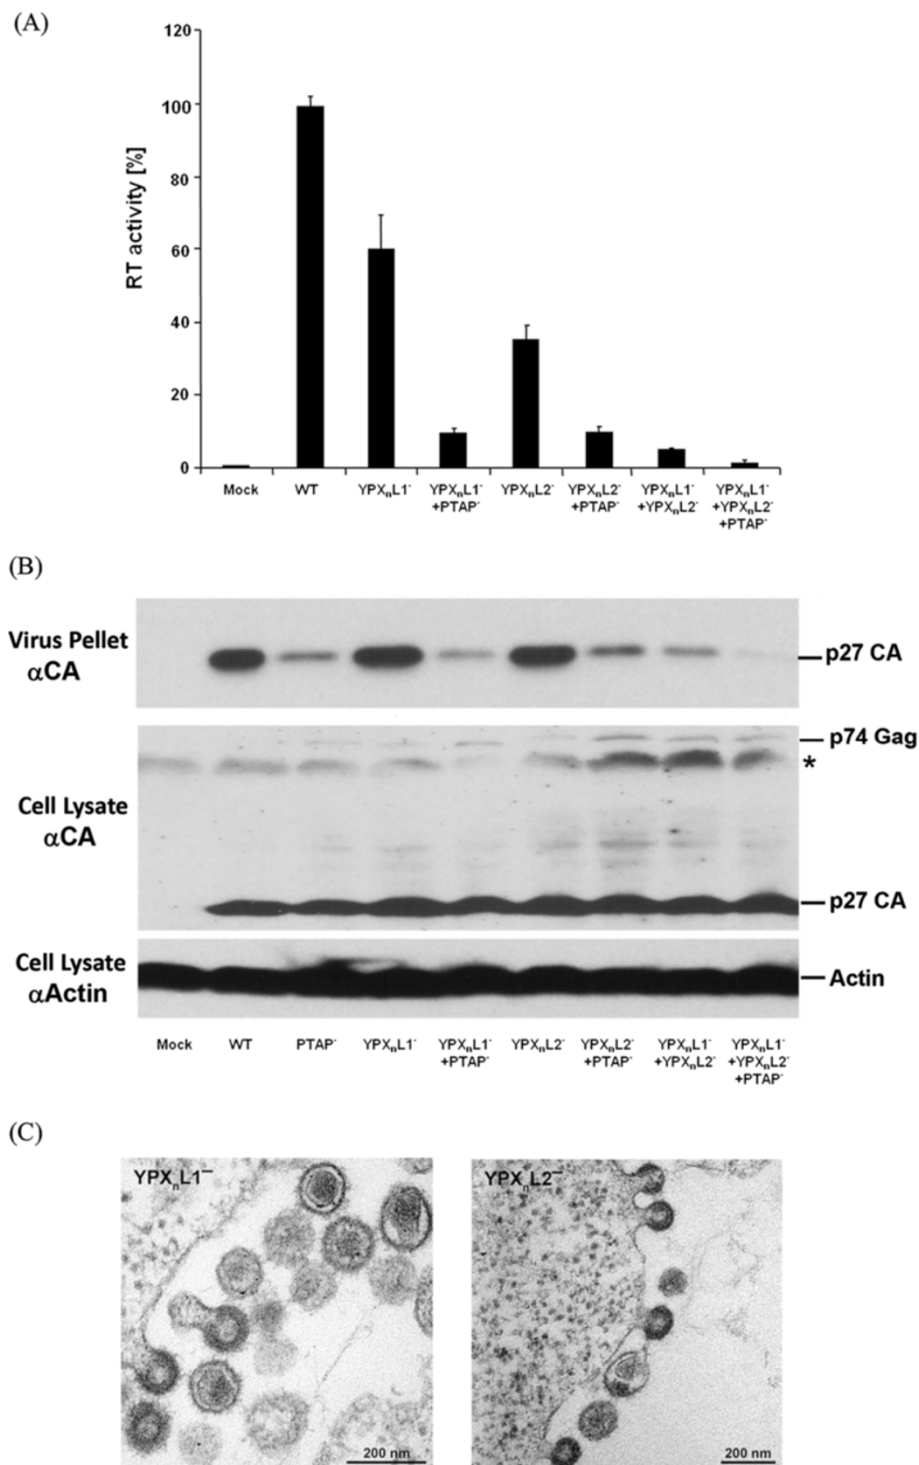 (A)
120
100
80
60
40
20
0
RT activity [%]
Mock WT YPXnL1- YPXnL1- YPXnL2- YPXnL2- YPXnL1- YPXnL1-
+PTAP- +PTAP- +YPXnL2- +YPXnL2-
+PTAP-
(B)
Virus Pellet
αCA
p27 CA
p74 Gag
*
Cell Lysate
αCA
p27 CA
Cell Lysate
αActin
Actin
Mock WT PTAP- YPXnL1- YPXnL1- YPXnL2- YPXnL2- YPXnL1- YPXnL1-
+PTAP- +PTAP- +YPXnL2- +YPXnL2-
+PTAP-
(C)
YPXnL1–
YPXnL2–
200 nm
200 nm